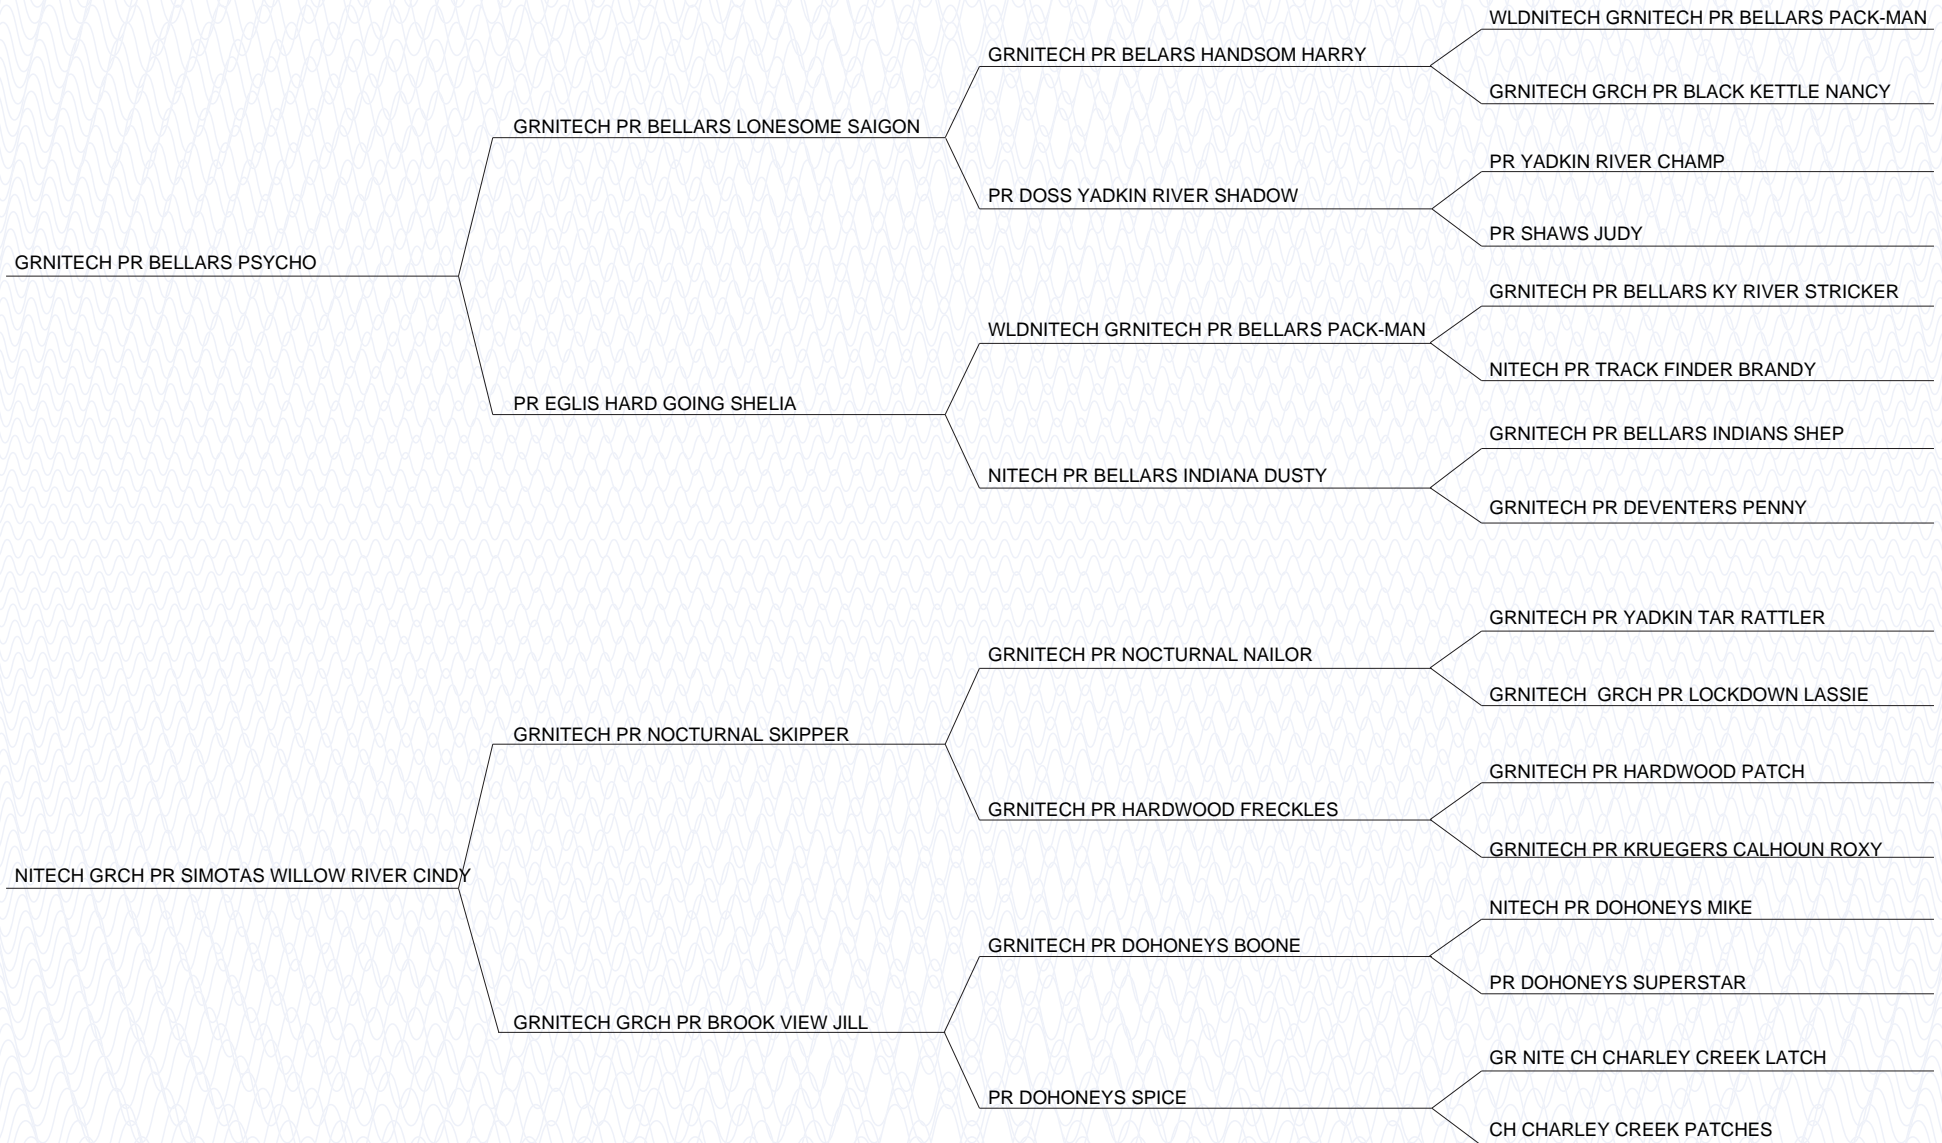 WLDNITECH GRNITECH PR BELLARS PACK-MAN
GRNITECH PR BELARS HANDSOM HARRY
GRNITECH GRCH PR BLACK KETTLE NANCY
GRNITECH PR BELLARS LONESOME SAIGON
PR YADKIN RIVER CHAMP
PR DOSS YADKIN RIVER SHADOW
PR SHAWS JUDY
GRNITECH PR BELLARS PSYCHO
GRNITECH PR BELLARS KY RIVER STRICKER
WLDNITECH GRNITECH PR BELLARS PACK-MAN
NITECH PR TRACK FINDER BRANDY
PR EGLIS HARD GOING SHELIA
GRNITECH PR BELLARS INDIANS SHEP
NITECH PR BELLARS INDIANA DUSTY
GRNITECH PR DEVENTERS PENNY
GRNITECH PR YADKIN TAR RATTLER
GRNITECH PR NOCTURNAL NAILOR
GRNITECH  GRCH PR LOCKDOWN LASSIE
GRNITECH PR NOCTURNAL SKIPPER
GRNITECH PR HARDWOOD PATCH
GRNITECH PR HARDWOOD FRECKLES
GRNITECH PR KRUEGERS CALHOUN ROXY
NITECH GRCH PR SIMOTAS WILLOW RIVER CINDY
NITECH PR DOHONEYS MIKE
GRNITECH PR DOHONEYS BOONE
PR DOHONEYS SUPERSTAR
GRNITECH GRCH PR BROOK VIEW JILL
GR NITE CH CHARLEY CREEK LATCH
PR DOHONEYS SPICE
CH CHARLEY CREEK PATCHES